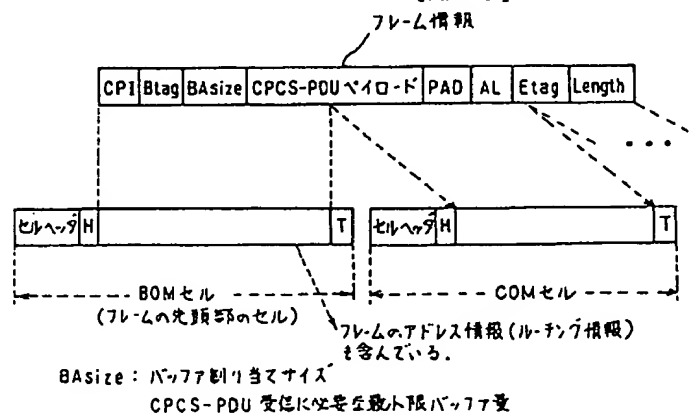 フレーム情報
CPI Btag BAsize CPCS-PDUペイロード PAD AL Etag Length
・・・
セルヘッダ H T セルヘッダ H T
BOMセル COMセル
(フレームの先頭部のセル)
フレームのアドレス情報(ルーチング情報)
を含んでいる。
BAsize: バッファ割り当てサイズ
CPCS-PDU 受信に必要な最小限バッファ量